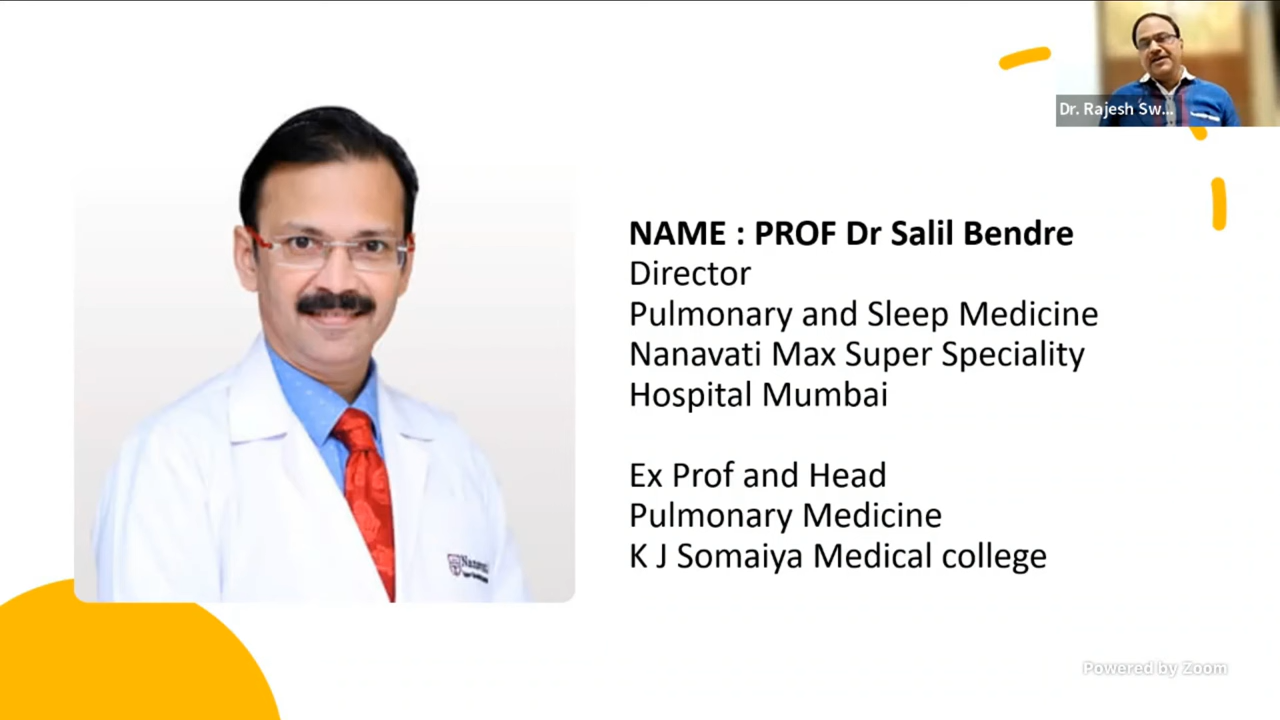 Dr. Rajesh Sw...
NAME : PROF Dr Salil Bendre
Director
Pulmonary and Sleep Medicine
Nanavati Max Super Speciality
Hospital Mumbai
Ex Prof and Head
Pulmonary Medicine
K J Somaiya Medical college
Powered by Zoom